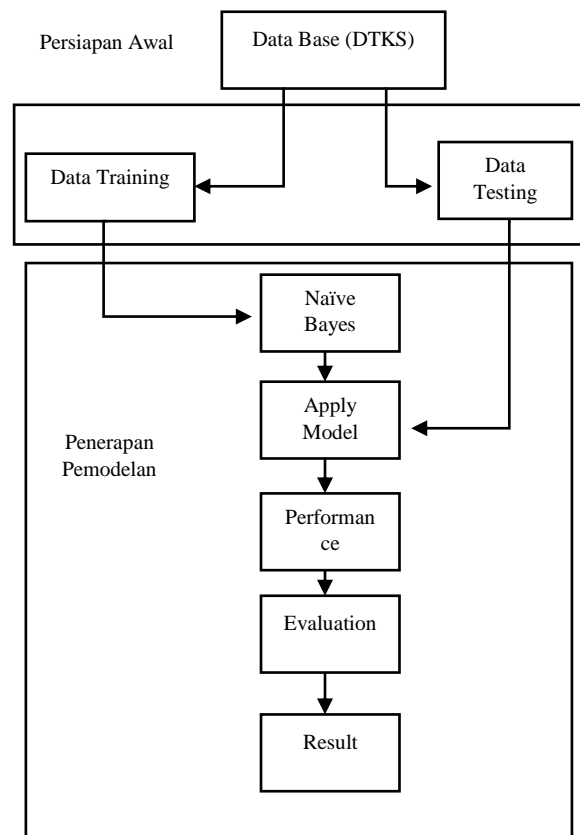 Persiapan Awal
Data Base (DTKS)
Data Training
Data
Testing
Naïve
Bayes
Apply
Model
Penerapan
Pemodelan
Performan
ce
Evaluation
Result